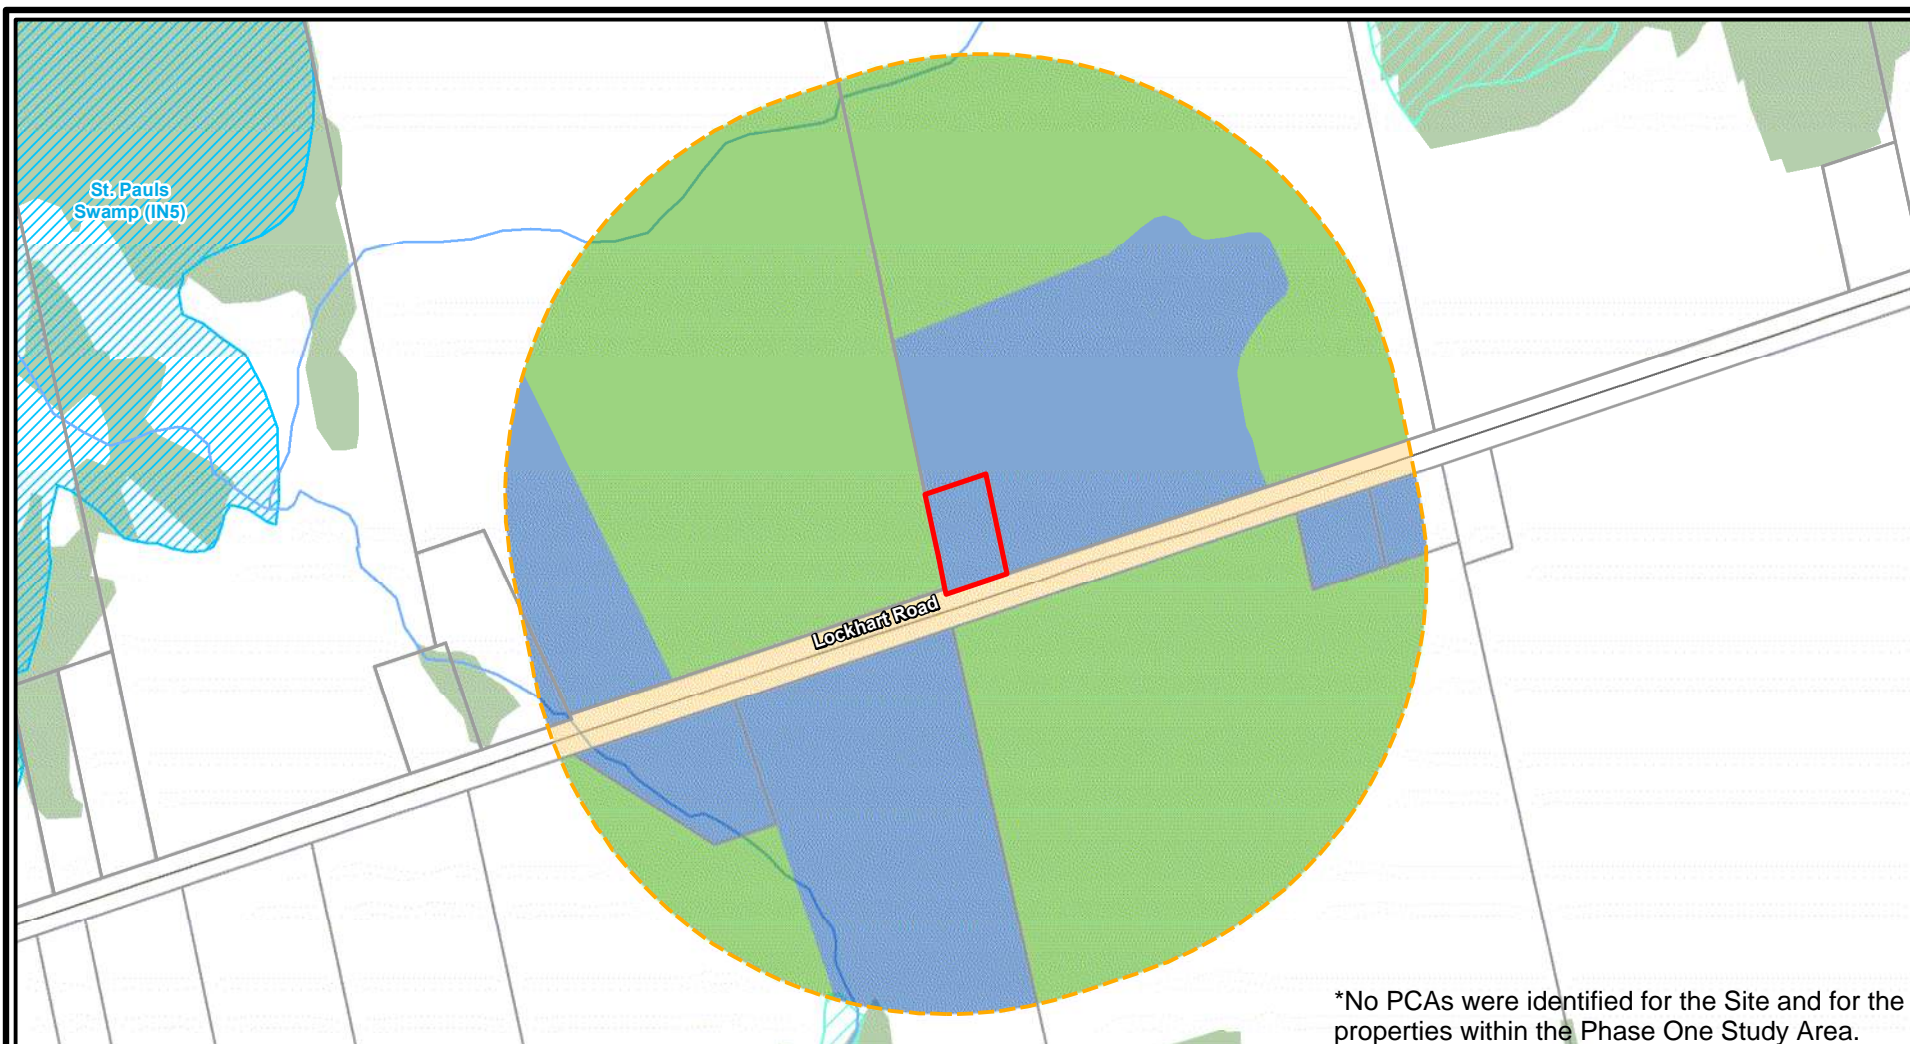 St. Pauls
Swamp (IN5)
Lockhart Road
*No PCAs were identified for the Site and for the
properties within the Phase One Study Area.